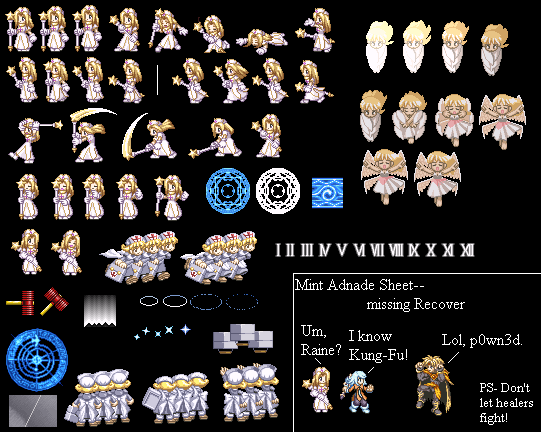 I II III IV V VI VII VIII IX X XI XII
Mint Adnade Sheet--
missing Recover
Um,
Raine?
I know
Kung-Fu!
Lol, p0wn3d.
PS- Don't
let healers
fight!